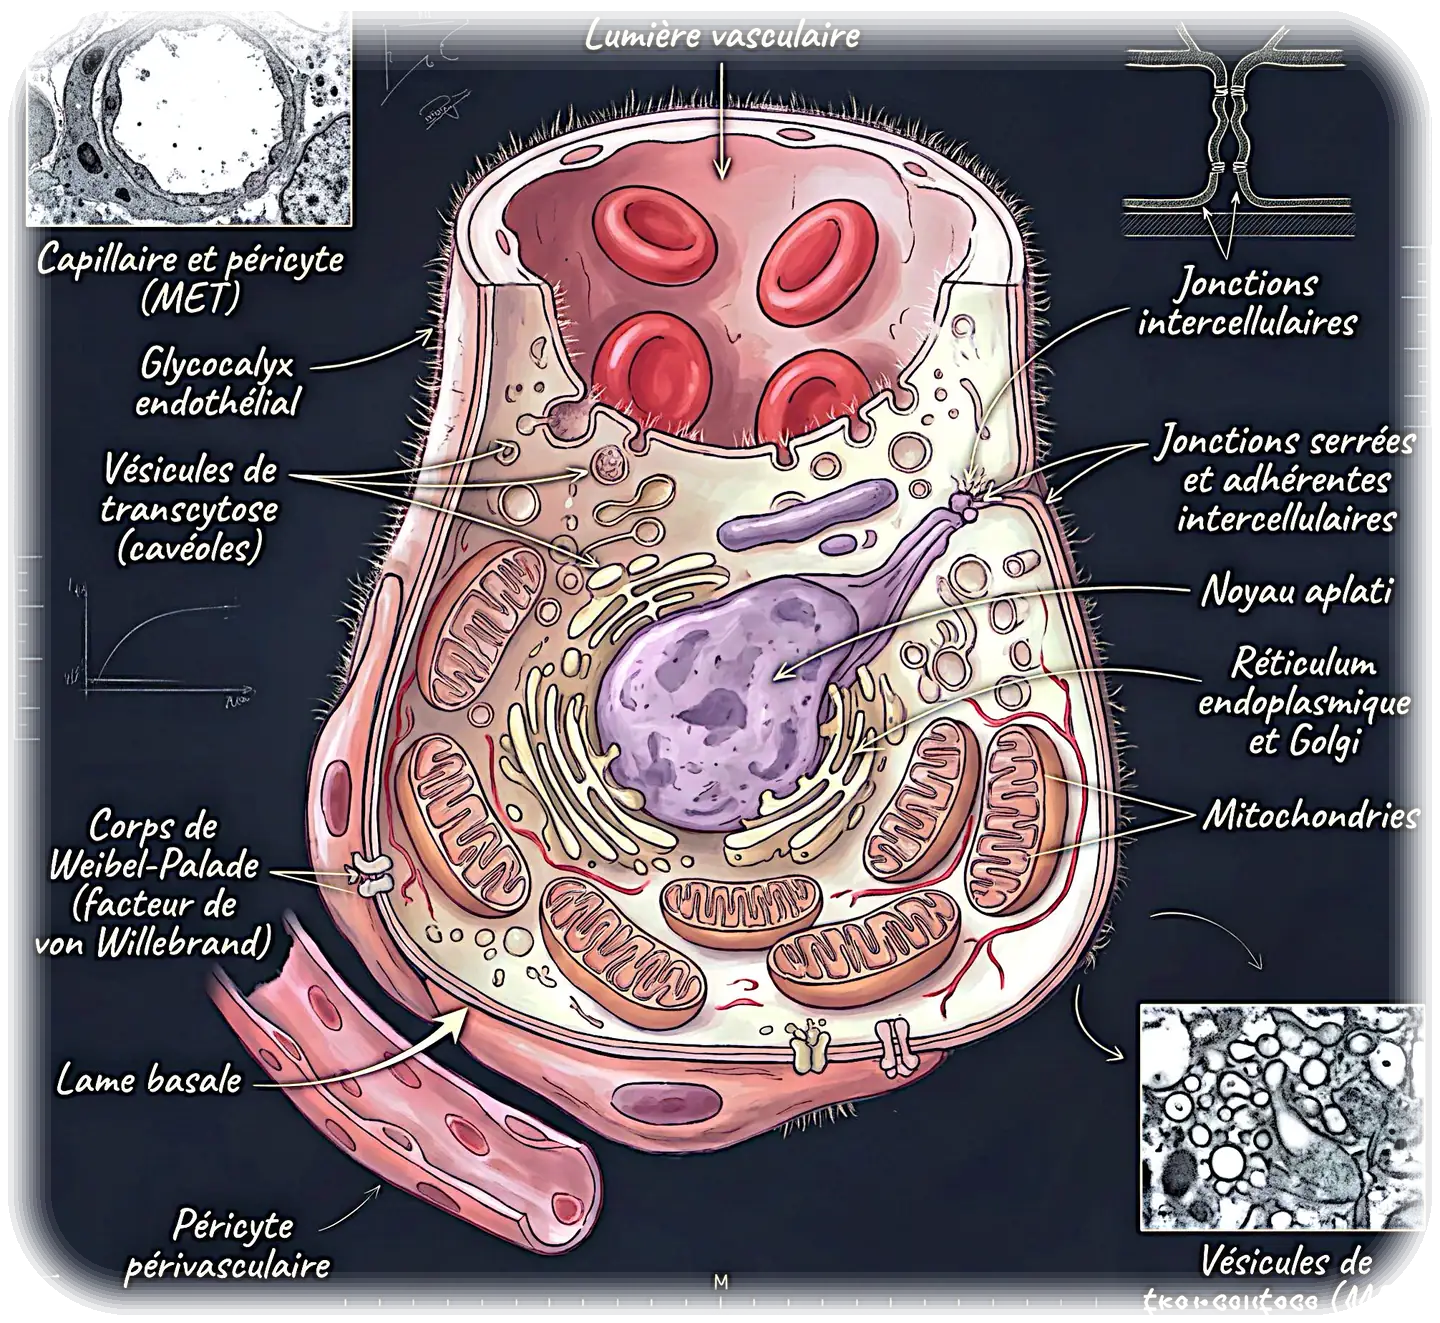 Lumière vasculaire
Capillaire et péricyte
(MET)
Glycocalyx
endothélial
Vésicules de
transcytose
(cavéoles)
Corps de
Weibel-Palade
(facteur de
von Willebrand)
Lame basale
Péricyte
périvasculaire
Jonctions
intercellulaires
Jonctions serrées
et adhérentes
intercellulaires
Noyau aplati
Réticulum
endoplasmique
et Golgi
Mitochondries
Vésicules de
M